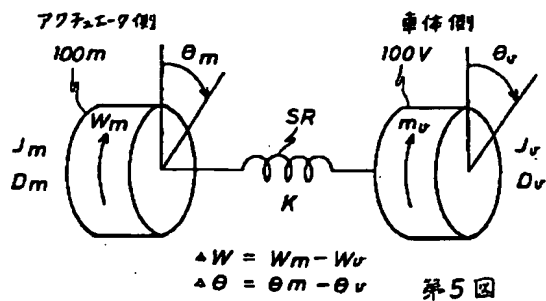 アクチュエータ側
車体側
100m
θm
100V
θv
Wm
SR
mv
Jm
Dm
K
Jv
Dv
ΔW = Wm - Wv
Δθ = θm - θv
第5図